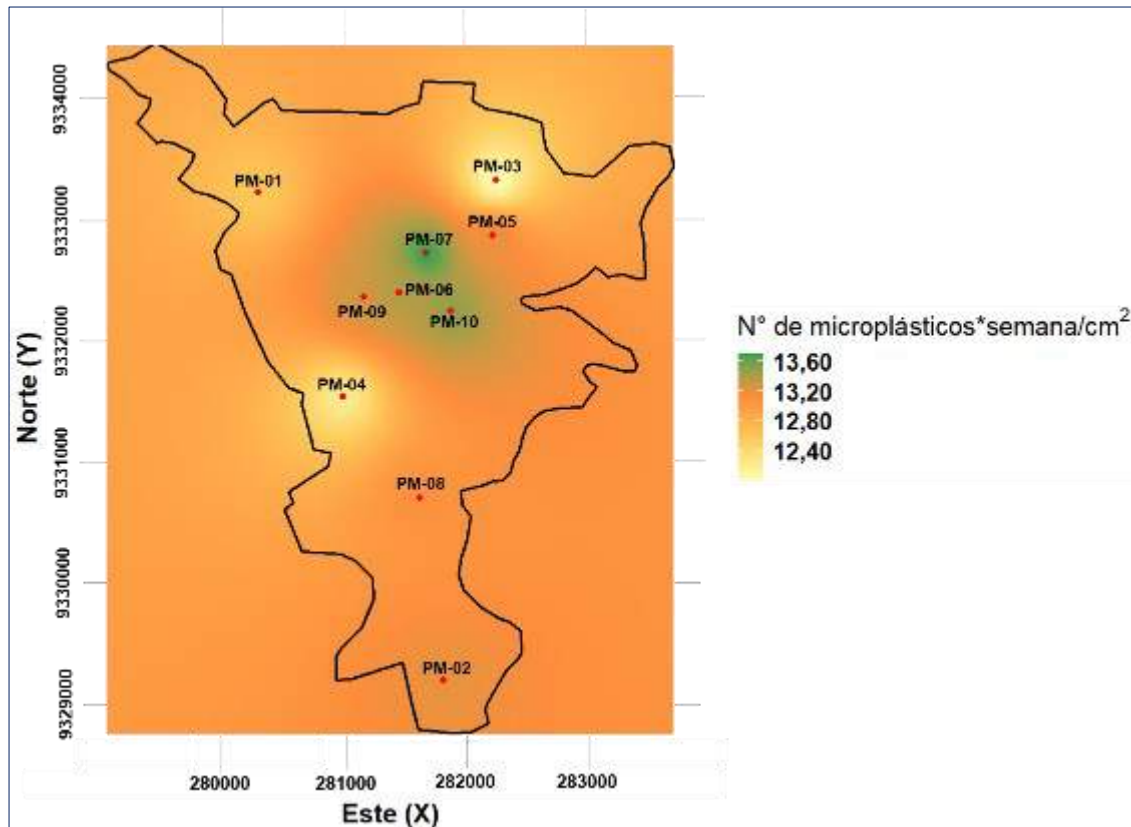 9334000
9333000
9332000
9331000
9330000
9329000
Norte (Y)
PM-03
PM-01
PM-05
PM-07
PM-06
PM-09
PM-10
PM-04
PM-08
PM-02
280000
281000
282000
283000
Este (X)
N° de microplásticos*semana/cm²
13,60
13,20
12,80
12,40